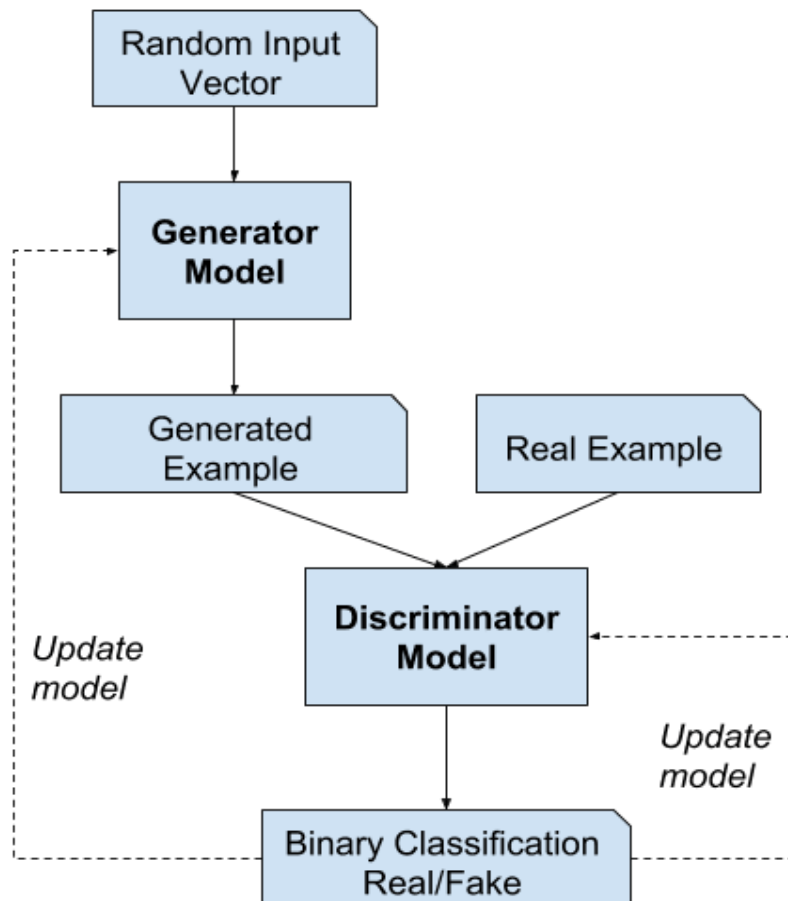 Random Input
Vector
Generator
Model
Generated
Example
Real Example
Discriminator
Model
Update
model
Update
model
Binary Classification
Real/Fake